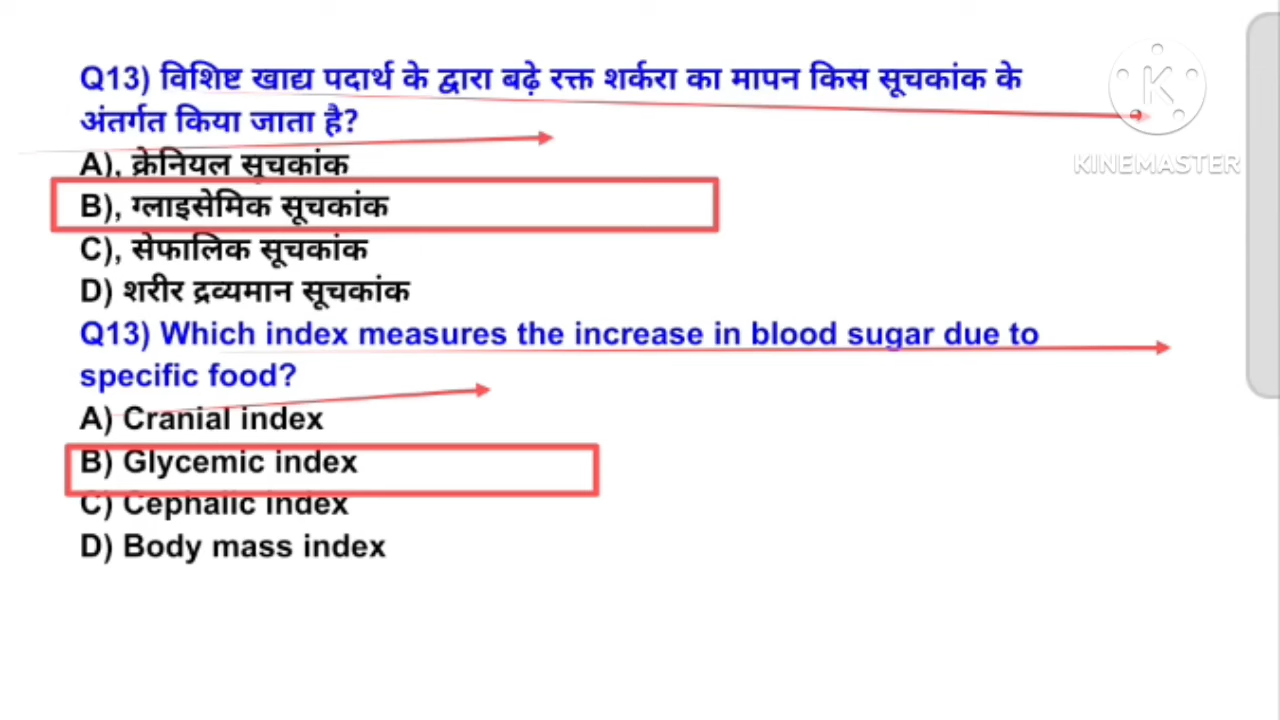 Q13) विशिष्ट खाद्य पदार्थ के द्वारा बढ़े रक्त शर्करा का मापन किस सूचकांक के
अंतर्गत किया जाता है?
A), क्रेनियल सूचकांक
B), ग्लाइसेमिक सूचकांक
C), सेफालिक सूचकांक
D) शरीर द्रव्यमान सूचकांक
Q13) Which index measures the increase in blood sugar due to
specific food?
A) Cranial index
B) Glycemic index
C) Cephalic index
D) Body mass index
K
KINEMASTER